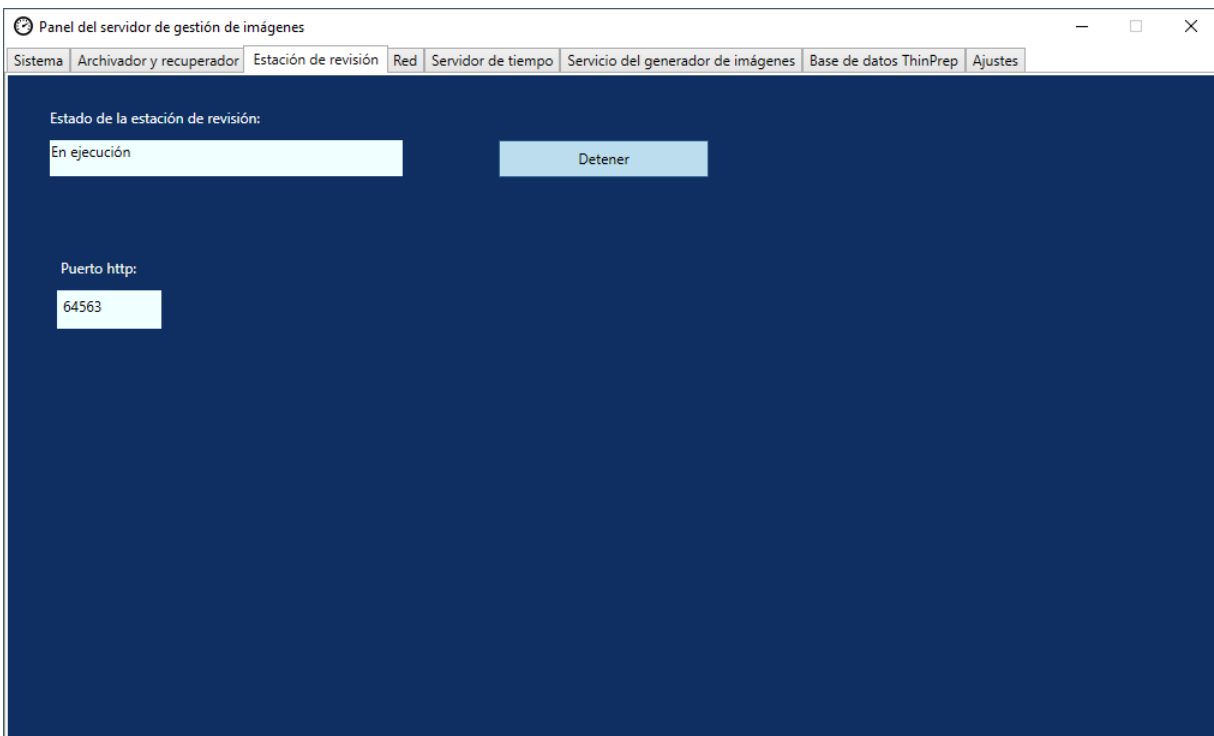 Panel del servidor de gestión de imágenes
Sistema Archivador y recuperador Estación de revisión Red Servidor de tiempo Servicio del generador de imágenes Base de datos ThinPrep Ajustes
Estado de la estación de revisión:
En ejecución Detener
Puerto http:
64563